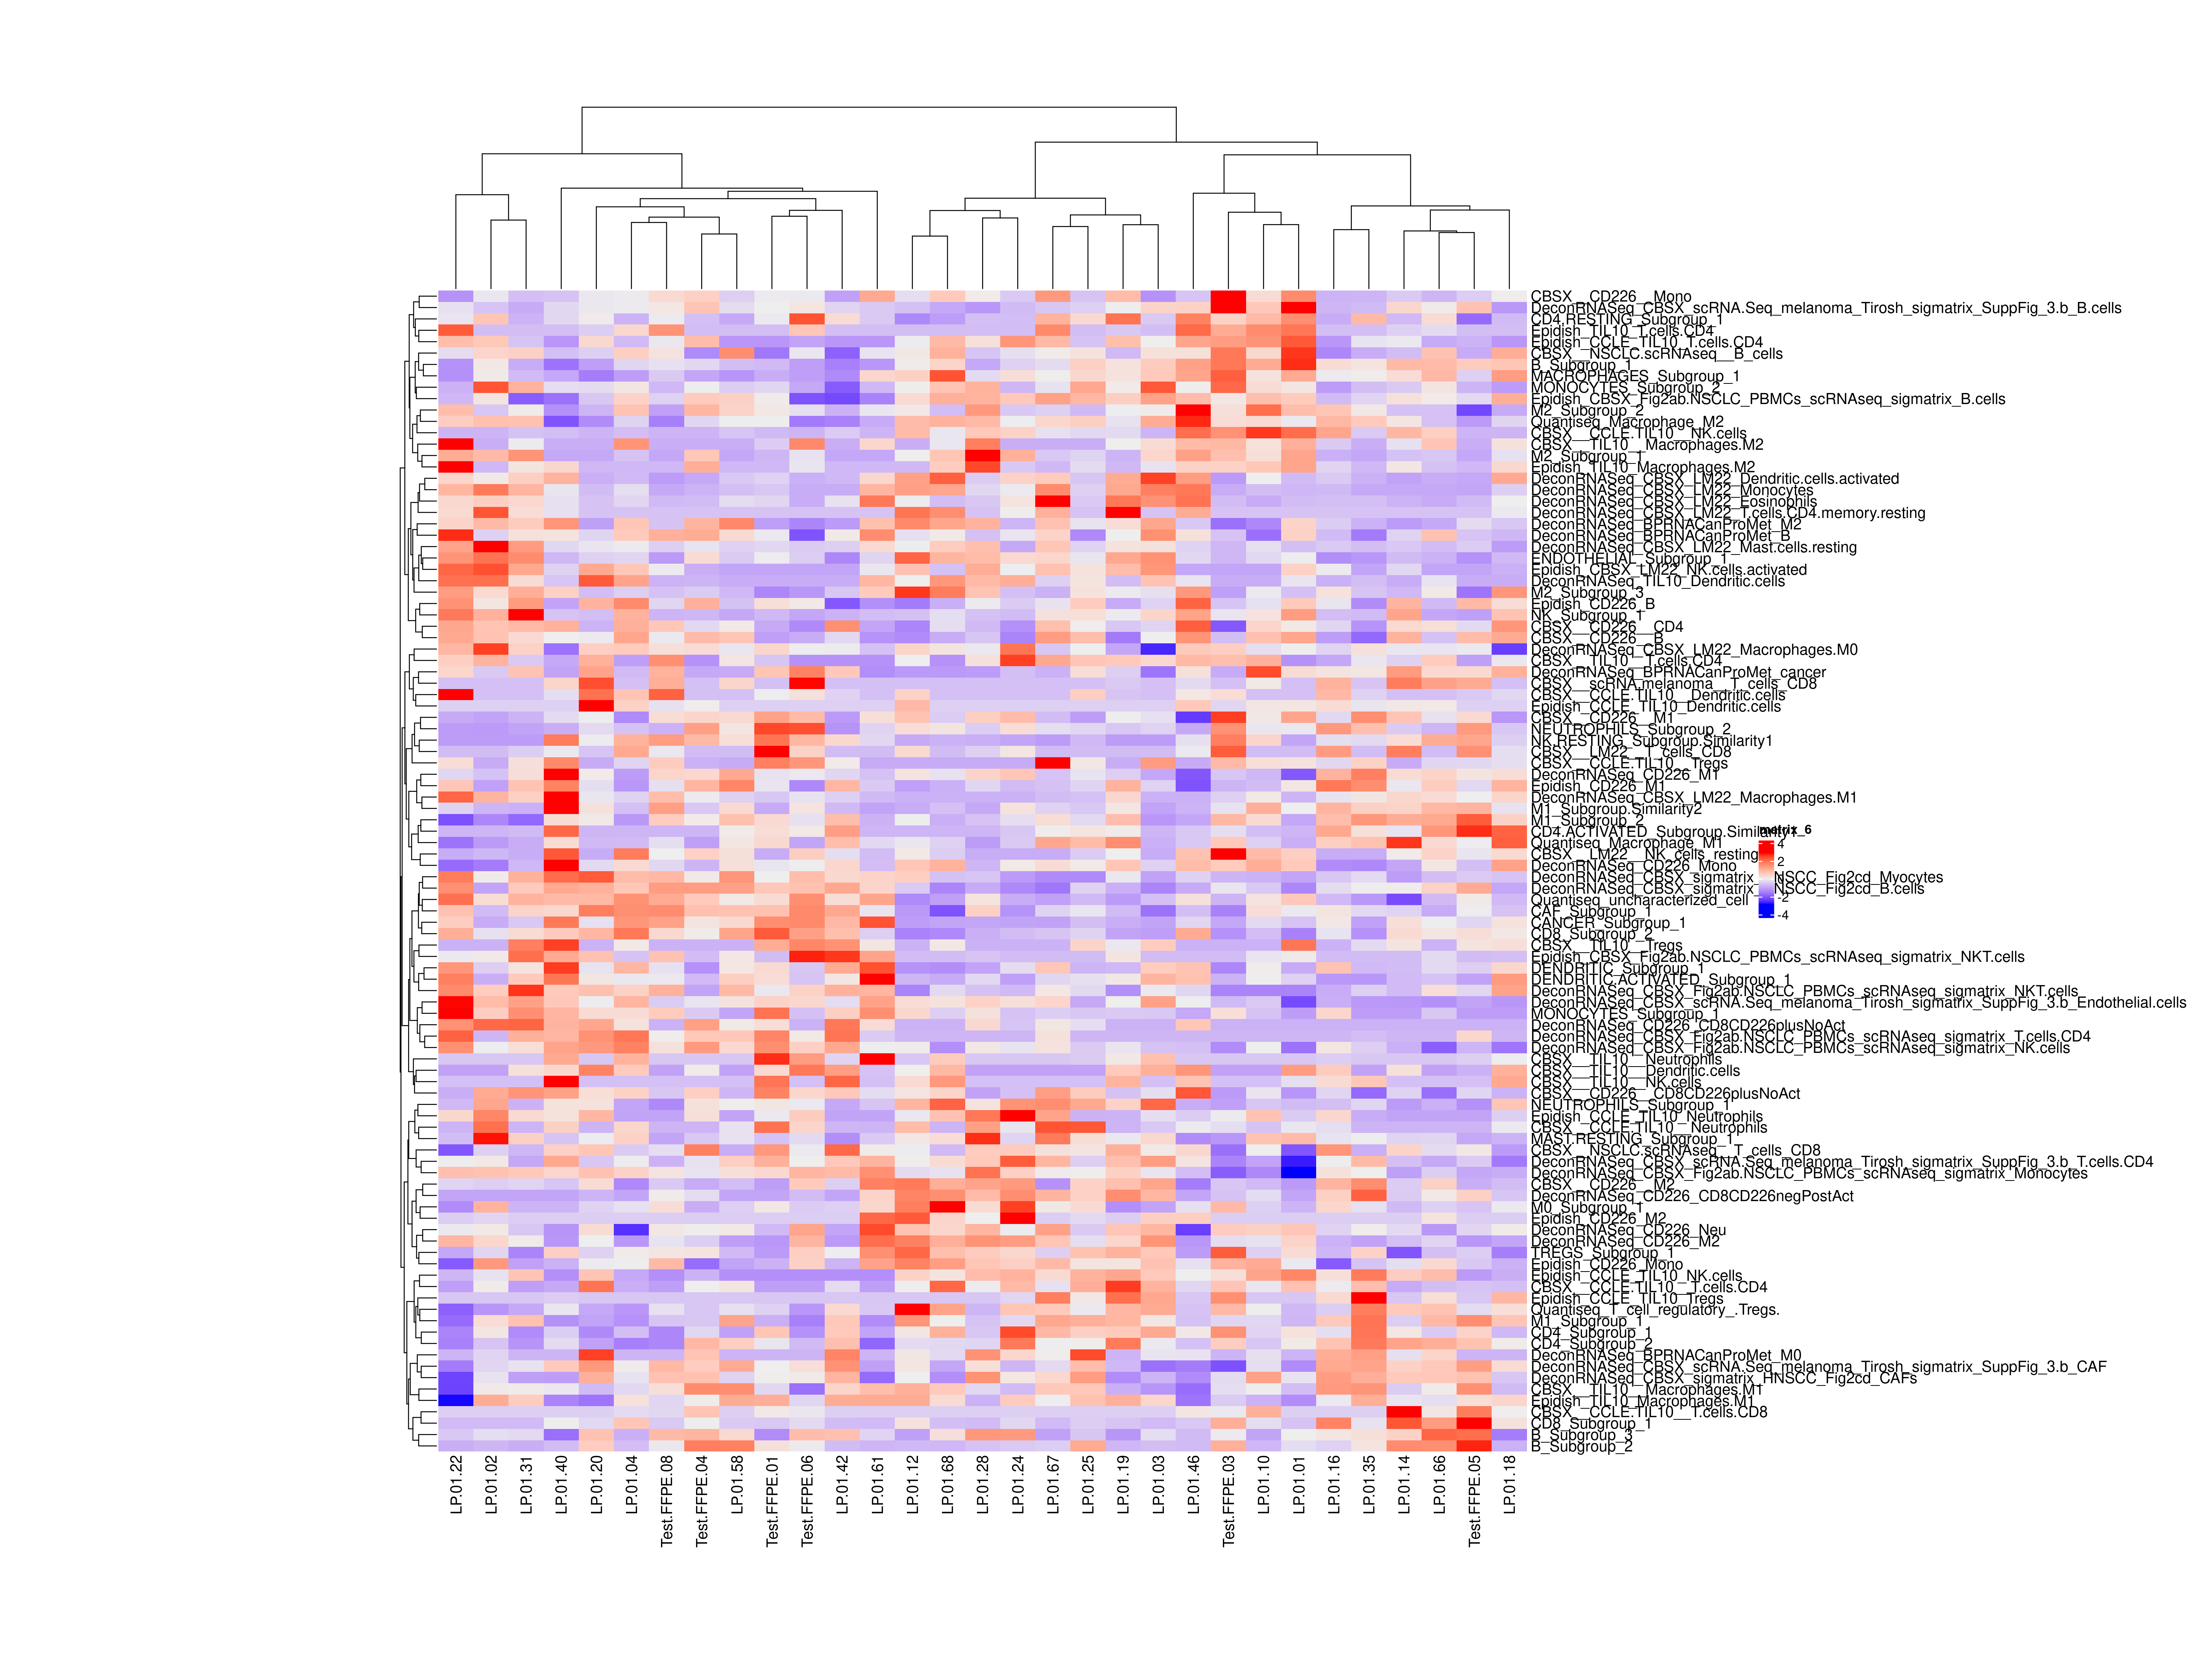 CBSX__CD226__Mono
DeconRNASeq_CBSX_scRNA.Seq_melanoma_Tirosh_sigmatrix_SuppFig_3.b_B.cells
CD4.RESTING_Subgroup_1
Epidish_TIL10_T.cells.CD4
Epidish_CCLE_TIL10_T.cells.CD4
CBSX__NSCLC.scRNAseq__B_cells
B_Subgroup_1
MACROPHAGES_Subgroup_1
MONOCYTES_Subgroup_2
Epidish_CBSX_Fig2ab.NSCLC_PBMCs_scRNAseq_sigmatrix_B.cells
M2_Subgroup_2
Quantiseq_Macrophage_M2
CBSX__CCLE.TIL10__NK.cells
CBSX__TIL10__Macrophages.M2
M2_Subgroup_1
Epidish_TIL10_Macrophages.M2
DeconRNASeq_CBSX_LM22_Dendritic.cells.activated
DeconRNASeq_CBSX_LM22_Monocytes
DeconRNASeq_CBSX_LM22_Eosinophils
DeconRNASeq_CBSX_LM22_T.cells.CD4.memory.resting
DeconRNASeq_BPRNACanProMet_M2
DeconRNASeq_BPRNACanProMet_B
DeconRNASeq_CBSX_LM22_Mast.cells.resting
ENDOTHELIAL_Subgroup_1
Epidish_CBSX_LM22_NK.cells.activated
DeconRNASeq_TIL10_Dendritic.cells
M2_Subgroup_3
Epidish_CD226_B
NK_Subgroup_1
CBSX__CD226__CD4
CBSX__CD226__B
DeconRNASeq_CBSX_LM22_Macrophages.M0
CBSX__TIL10__T.cells.CD4
DeconRNASeq_BPRNACanProMet_cancer
CBSX__scRNA.melanoma__T_cells_CD8
CBSX__CCLE.TIL10__Dendritic.cells
Epidish_CCLE_TIL10_Dendritic.cells
CBSX__CD226__M1
NEUTROPHILS_Subgroup_2
NK.RESTING_Subgroup.Similarity1
CBSX__LM22__T_cells_CD8
CBSX__CCLE.TIL10__Tregs
DeconRNASeq_CD226_M1
Epidish_CD226_M1
DeconRNASeq_CBSX_LM22_Macrophages.M1
M1_Subgroup.Similarity2
M1_Subgroup_2
CD4.ACTIVATED_Subgroup.Similarity1
matrix_6
Quantiseq_Macrophage_M1
4
CBSX__LM22__NK_cells_resting
2
DeconRNASeq_CD226_Mono
DeconRNASeq_CBSX_sigmatrix_HNSCC_Fig2cd_Myocytes
DeconRNASeq_CBSX_sigmatrix_HNSCC_Fig2cd_B.cells
Quantiseq_uncharacterized_cell
-2
CAF_Subgroup_1
-4
CANCER_Subgroup_1
CD8_Subgroup_2
CBSX__TIL10__Tregs
Epidish_CBSX_Fig2ab.NSCLC_PBMCs_scRNAseq_sigmatrix_NKT.cells
DENDRITIC_Subgroup_1
DENDRITIC.ACTIVATED_Subgroup_1
DeconRNASeq_CBSX_Fig2ab.NSCLC_PBMCs_scRNAseq_sigmatrix_NKT.cells
DeconRNASeq_CBSX_scRNA.Seq_melanoma_Tirosh_sigmatrix_SuppFig_3.b_Endothelial.cells
MONOCYTES_Subgroup_1
DeconRNASeq_CD226_CD8CD226plusNoAct
DeconRNASeq_CBSX_Fig2ab.NSCLC_PBMCs_scRNAseq_sigmatrix_T.cells.CD4
DeconRNASeq_CBSX_Fig2ab.NSCLC_PBMCs_scRNAseq_sigmatrix_NK.cells
CBSX__TIL10__Neutrophils
CBSX__TIL10__Dendritic.cells
CBSX__TIL10__NK.cells
CBSX__CD226__CD8CD226plusNoAct
NEUTROPHILS_Subgroup_1
Epidish_CCLE_TIL10_Neutrophils
CBSX__CCLE.TIL10__Neutrophils
MAST.RESTING_Subgroup_1
CBSX__NSCLC.scRNAseq__T_cells_CD8
DeconRNASeq_CBSX_scRNA.Seq_melanoma_Tirosh_sigmatrix_SuppFig_3.b_T.cells.CD4
DeconRNASeq_CBSX_Fig2ab.NSCLC_PBMCs_scRNAseq_sigmatrix_Monocytes
CBSX__CD226__M2
DeconRNASeq_CD226_CD8CD226negPostAct
M0_Subgroup_1
Epidish_CD226_M2
DeconRNASeq_CD226_Neu
DeconRNASeq_CD226_M2
TREGS_Subgroup_1
Epidish_CD226_Mono
Epidish_CCLE_TIL10_NK.cells
CBSX__CCLE.TIL10__T.cells.CD4
Epidish_CCLE_TIL10_Tregs
Quantiseq_T_cell_regulatory_.Tregs.
M1_Subgroup_1
CD4_Subgroup_1
CD4_Subgroup_2
DeconRNASeq_BPRNACanProMet_M0
DeconRNASeq_CBSX_scRNA.Seq_melanoma_Tirosh_sigmatrix_SuppFig_3.b_CAF
DeconRNASeq_CBSX_sigmatrix_HNSCC_Fig2cd_CAFs
CBSX__TIL10__Macrophages.M1
Epidish_TIL10_Macrophages.M1
CBSX__CCLE.TIL10__T.cells.CD8
CD8_Subgroup_1
B_Subgroup_3
B_Subgroup_2
LP.01.22
LP.01.02
LP.01.31
LP.01.40
LP.01.20
LP.01.04
Test.FFPE.08
Test.FFPE.04
LP.01.58
Test.FFPE.01
Test.FFPE.06
LP.01.42
LP.01.61
LP.01.12
LP.01.68
LP.01.28
LP.01.24
LP.01.67
LP.01.25
LP.01.19
LP.01.03
LP.01.46
Test.FFPE.03
LP.01.10
LP.01.01
LP.01.16
LP.01.35
LP.01.14
LP.01.66
Test.FFPE.05
LP.01.18